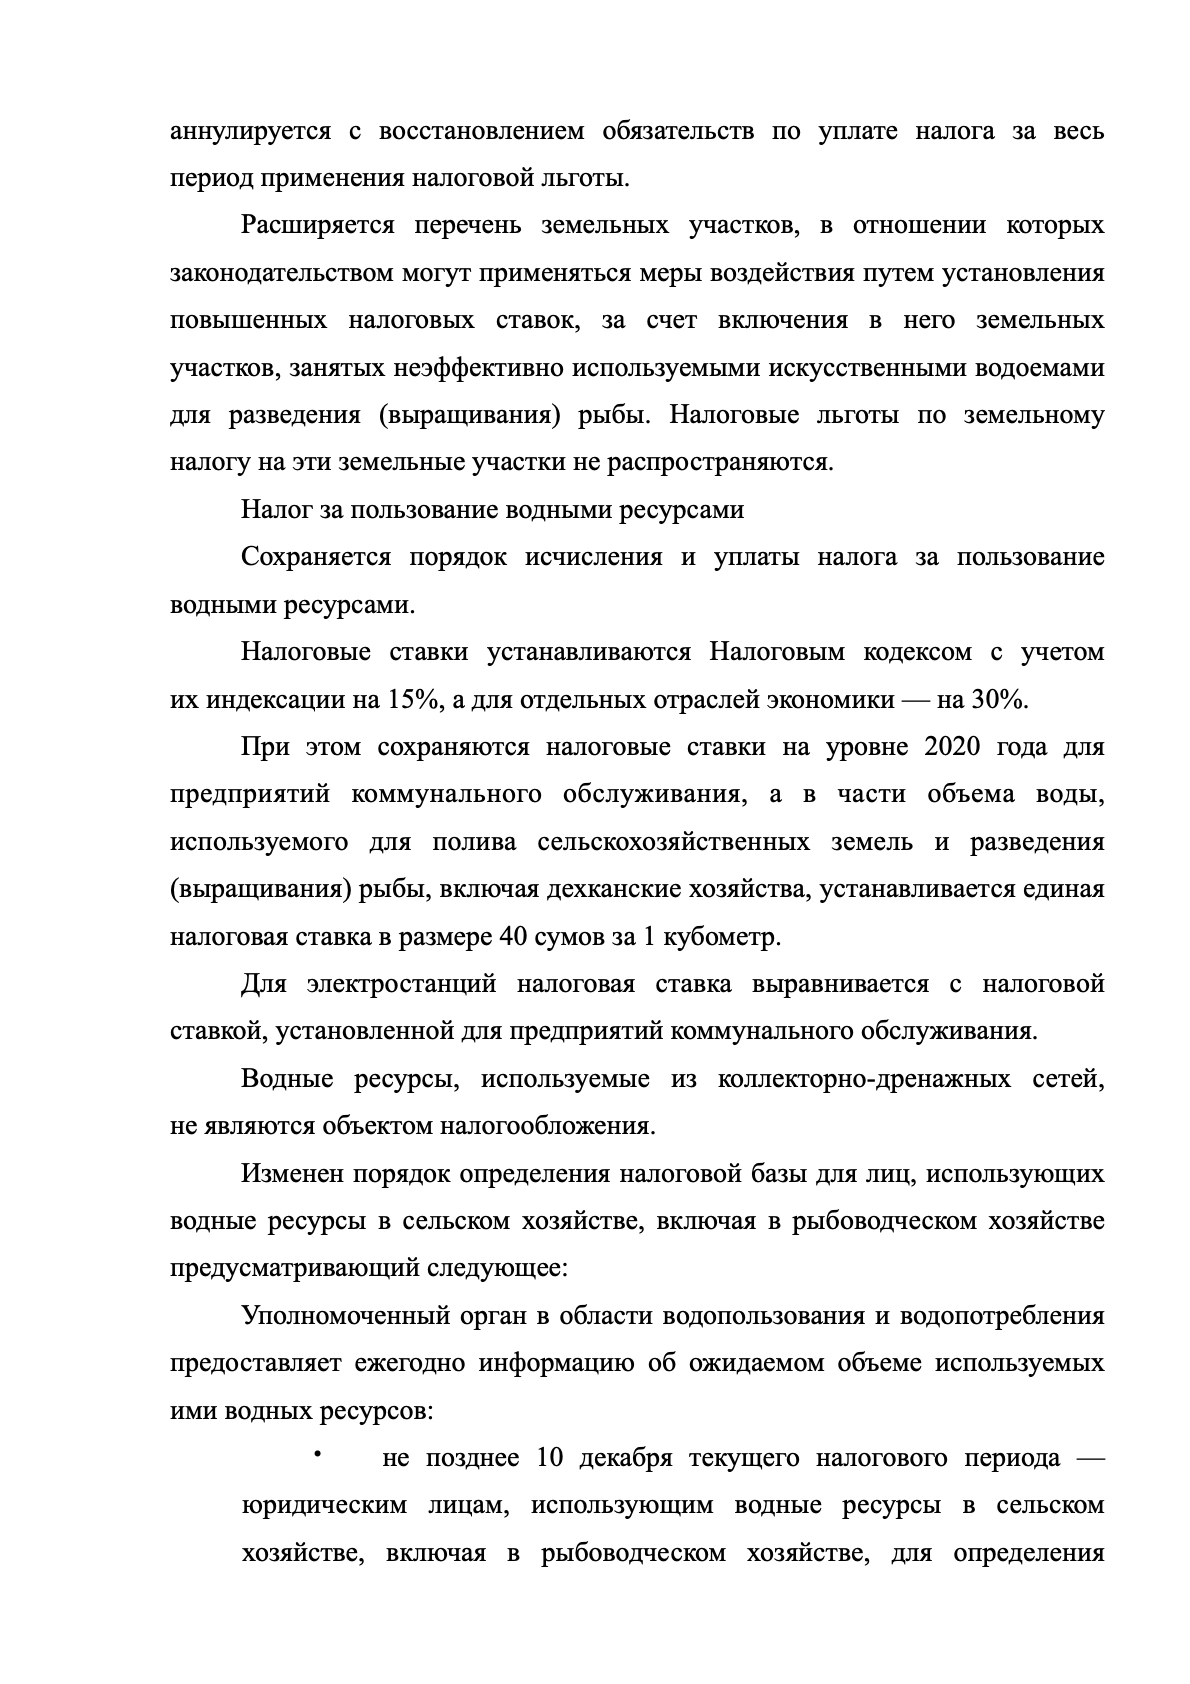 аннулируется с восстановлением обязательств по уплате налога за весь
период применения налоговой льготы.
Расширяется перечень земельных участков, в отношении которых
законодательством могут применяться меры воздействия путем установления
повышенных налоговых ставок, за счет включения в него земельных
участков, занятых неэффективно используемыми искусственными водоемами
для разведения (выращивания) рыбы. Налоговые льготы по земельному
налогу на эти земельные участки не распространяются.
Налог за пользование водными ресурсами
Сохраняется порядок исчисления и уплаты налога за пользование
водными ресурсами.
Налоговые ставки устанавливаются Налоговым кодексом с учетом
их индексации на 15%, а для отдельных отраслей экономики — на 30%.
При этом сохраняются налоговые ставки на уровне 2020 года для
предприятий коммунального обслуживания, а в части объема воды,
используемого для полива сельскохозяйственных земель и разведения
(выращивания) рыбы, включая дехканские хозяйства, устанавливается единая
налоговая ставка в размере 40 сумов за 1 кубометр.
Для электростанций налоговая ставка выравнивается с налоговой
ставкой, установленной для предприятий коммунального обслуживания.
Водные ресурсы, используемые из коллекторно-дренажных сетей,
не являются объектом налогообложения.
Изменен порядок определения налоговой базы для лиц, использующих
водные ресурсы в сельском хозяйстве, включая в рыбоводческом хозяйстве
предусматривающий следующее:
Уполномоченный орган в области водопользования и водопотребления
предоставляет ежегодно информацию об ожидаемом объеме используемых
ими водных ресурсов:
• не позднее 10 декабря текущего налогового периода —
юридическим лицам, использующим водные ресурсы в сельском
хозяйстве, включая в рыбоводческом хозяйстве, для определения